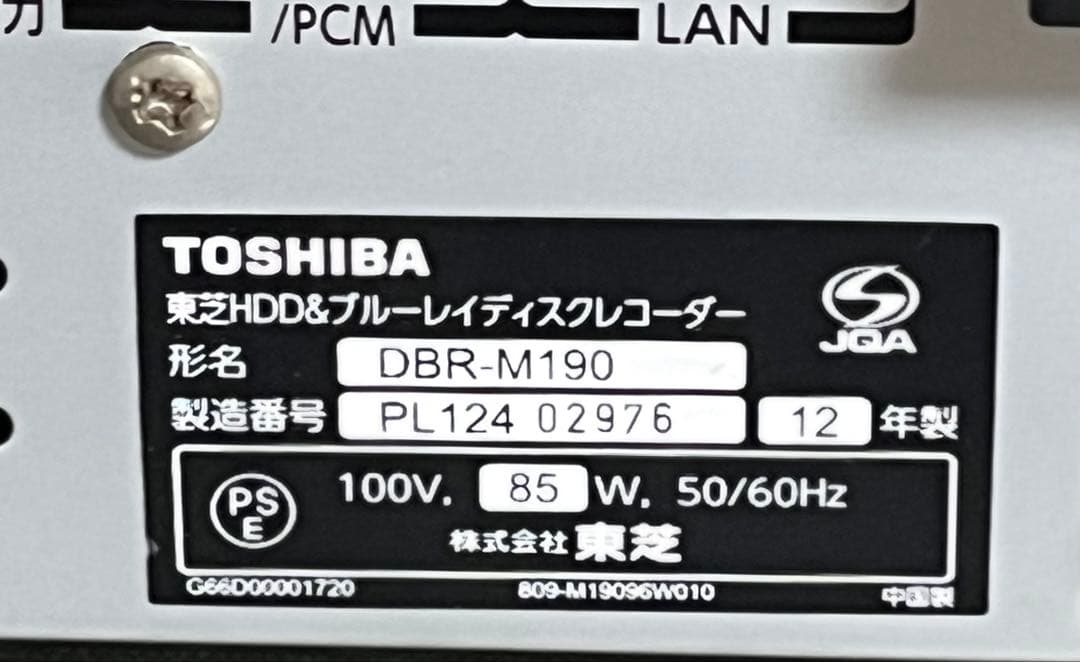 力 /PCM LAN
TOSHIBA
東芝HDD&ブルーレイディスクレコーダー
JQA
形名 DBR-M190
製造番号 PL124 02976 12 年製
PSE 100V, 85 W, 50/60Hz
株式会社 東芝
G66D00001720 809-M19096W010 中国製